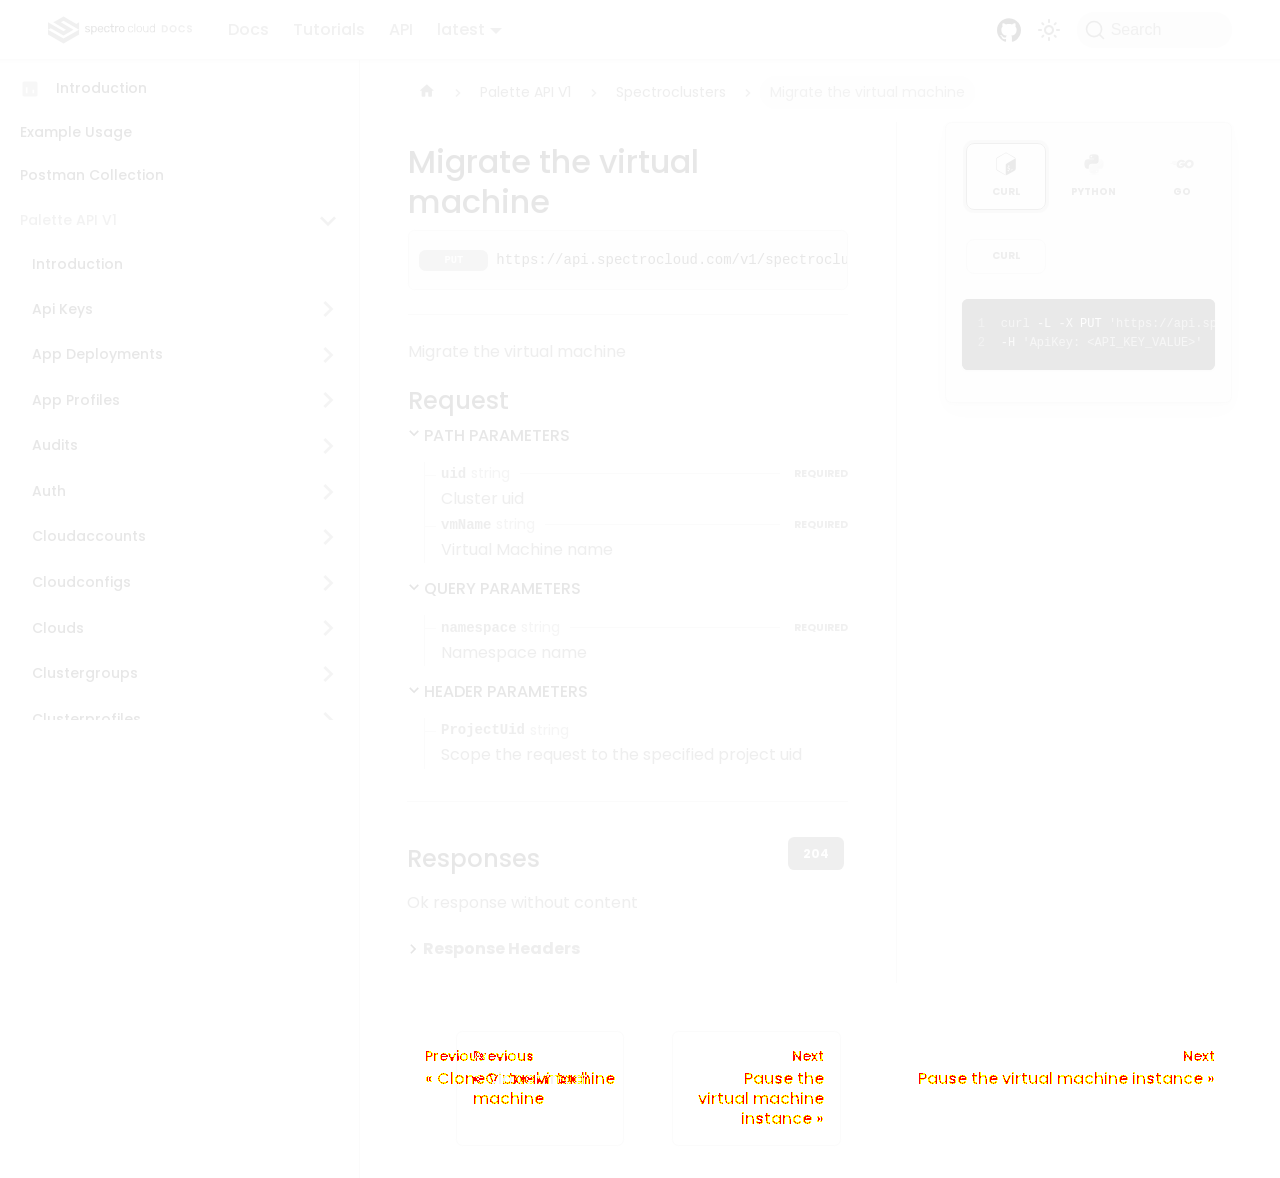 spectro cloud DOCS
Docs Tutorials API latest
Search
Introduction
Example Usage
Postman Collection
Palette API V1
Introduction
Api Keys
App Deployments
App Profiles
Audits
Auth
Cloudaccounts
Cloudconfigs
Clouds
Clustergroups
Clusterprofiles
Palette API V1 Spectroclusters Migrate the virtual machine
Migrate the virtual
machine
PUT https://api.spectrocloud.com/v1/spectroclu
Migrate the virtual machine
Request
PATH PARAMETERS
uid string REQUIRED
Cluster uid
vmName string REQUIRED
Virtual Machine name
QUERY PARAMETERS
namespace string REQUIRED
Namespace name
HEADER PARAMETERS
ProjectUid string
Scope the request to the specified project uid
Responses
204
Ok response without content
Response Headers
CURL PYTHON GO
CURL
1 curl -L -X PUT 'https://api.sp
2 -H 'ApiKey: <API_KEY_VALUE>'
Previous
Previous
machine
Next
Pause the
virtual machine
instance »
Next
Pause the virtual machine instance »